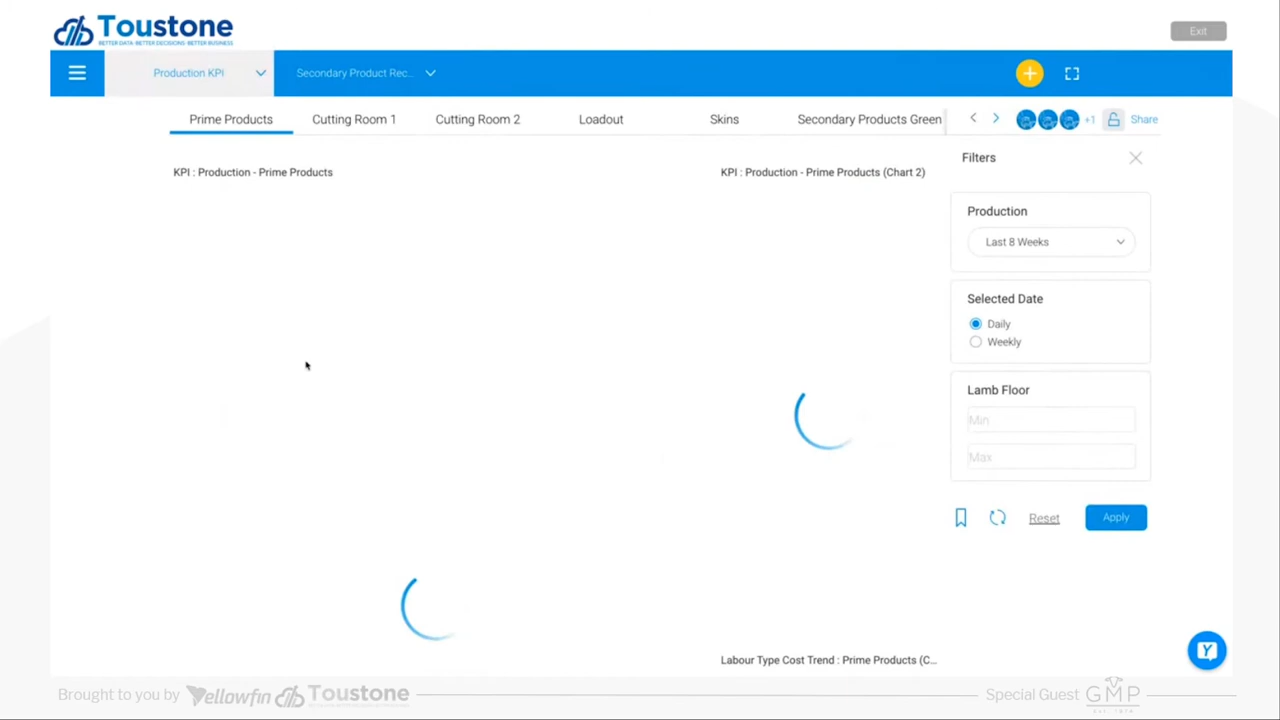 Toustone
BETTER DATA·BETTER DECISIONS·BETTER BUSINESS
Exit
Production KPI
Secondary Product Rec...
Prime Products
Cutting Room 1
Cutting Room 2
Loadout
Skins
Secondary Products Green
+1
Share
KPI : Production - Prime Products
KPI : Production - Prime Products (Chart 2)
Filters
Production
Last 8 Weeks
Selected Date
Daily
Weekly
Lamb Floor
Min
Max
Reset
Apply
Labour Type Cost Trend : Prime Products (C...
Brought to you by Yellowfin Toustone
Special Guest GMP